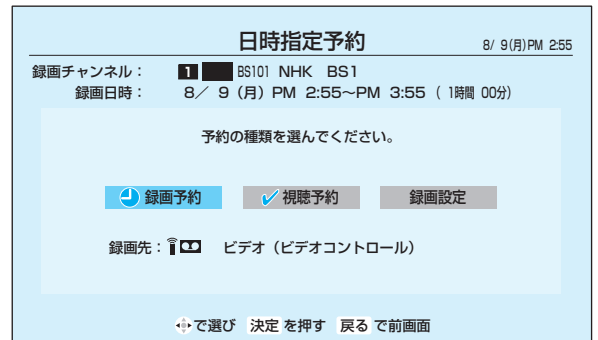 日時指定予約 8/ 9(月)PM 2:55
録画チャンネル： 1 BS101 NHK BS1
録画日時： 8／ 9（月）PM 2:55～PM 3:55（ 1時間 00分）
予約の種類を選んでください。
録画予約 視聴予約 録画設定
録画先： ビデオ（ビデオコントロール）
で選び 決定 を押す 戻る で前画面